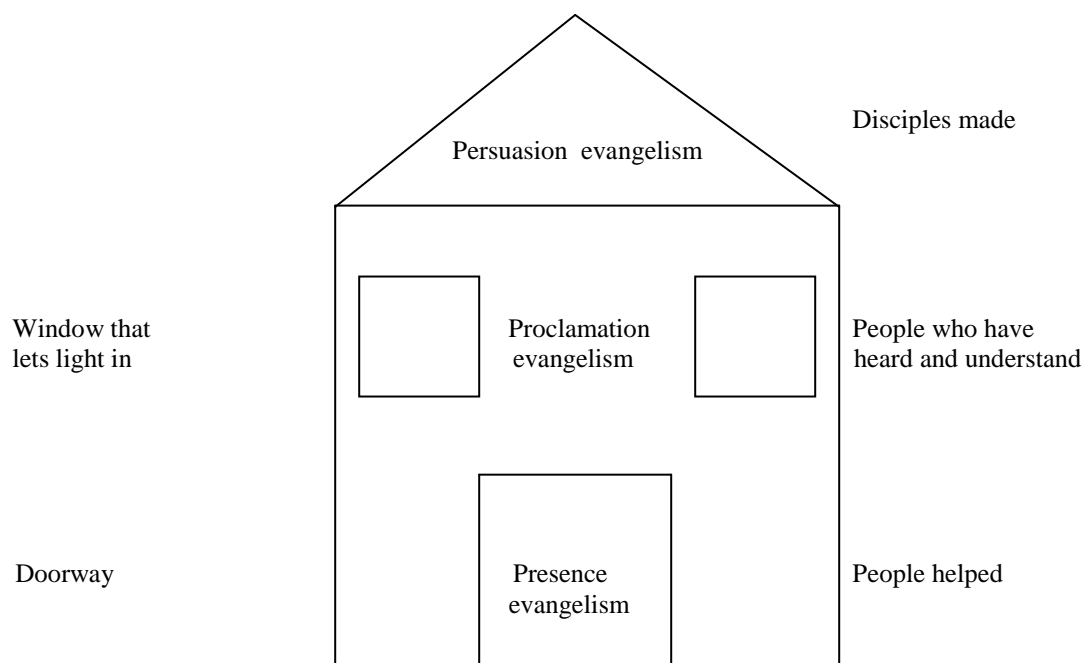 Disciples made
Persuasion evangelism
Window that
lets light in
Proclamation
evangelism
People who have
heard and understand
Doorway
Presence
evangelism
People helped